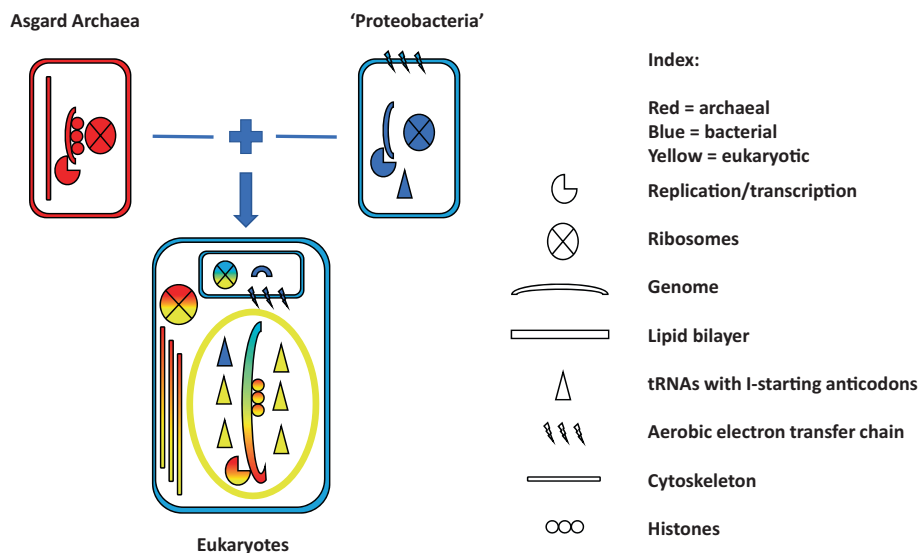 Asgard Archaea
‘Proteobacteria’
Eukaryotes
Index:
Red = archaeal
Blue = bacterial
Yellow = eukaryotic
Replication/transcription
Ribosomes
Genome
Lipid bilayer
tRNAs with I-starting anticodons
Aerobic electron transfer chain
Cytoskeleton
Histones